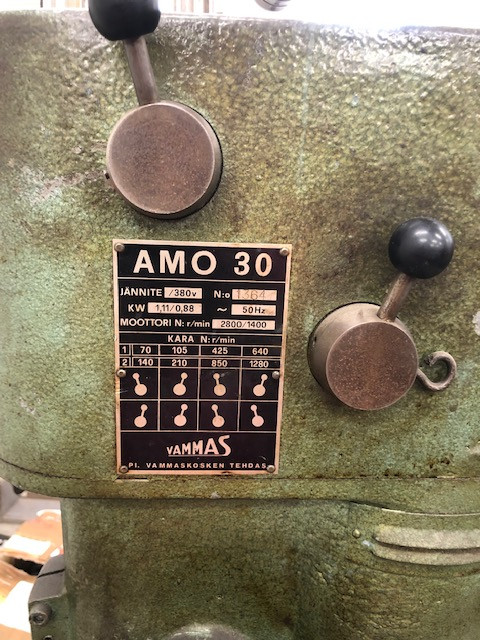 AMO 30
JÄNNITE /380v N:o 1364
KW 1,11/0,88 ~ 50Hz
MOOTTORI N: r/min 2800/1400
KARA N: r/min
1 70 105 425 640
2 140 210 850 1280
VAMMAS
PL. VAMMASKOSKEN TEHDAS